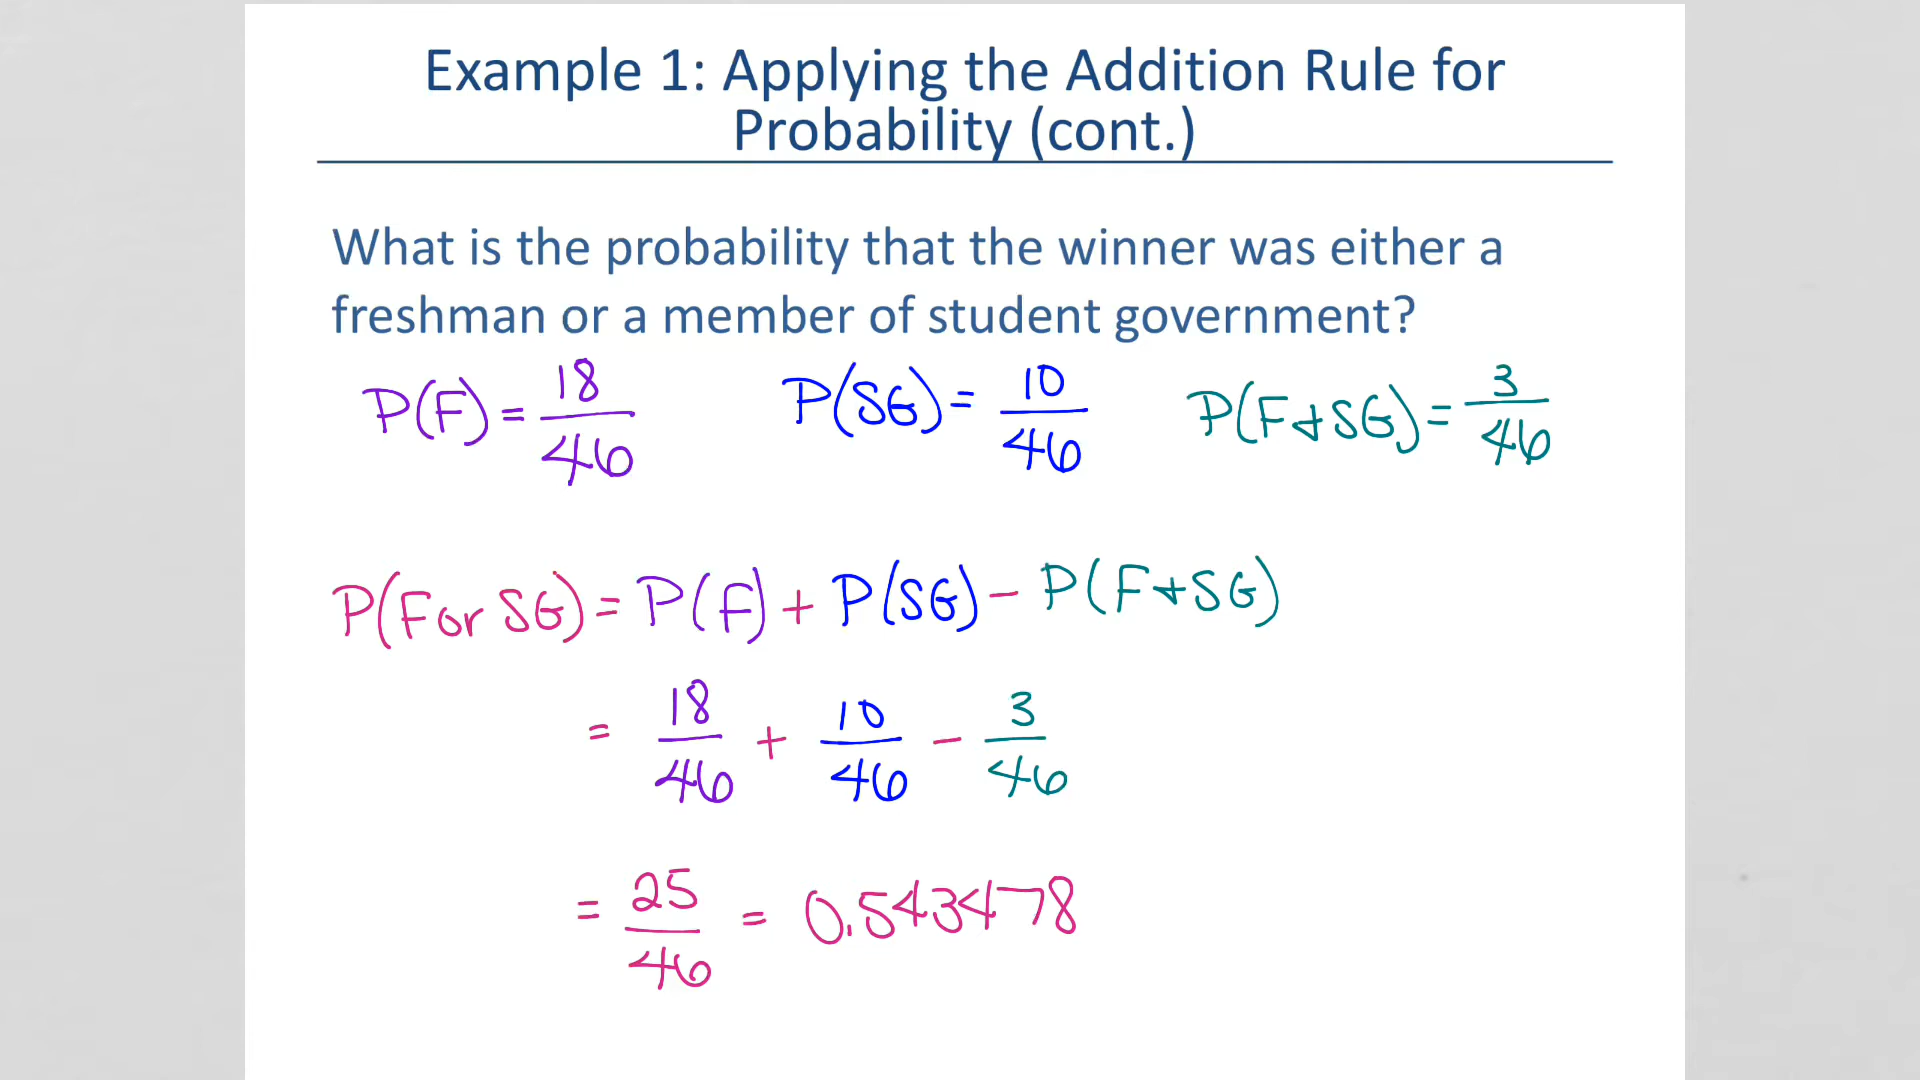 Example 1: Applying the Addition Rule for
Probability (cont.)
What is the probability that the winner was either a
freshman or a member of student government?
P(F) = 18/46 P(SG) = 10/46 P(F+SG) = 3/46
P(F or SG) = P(F) + P(SG) - P(F+SG)
= 18/46 + 10/46 - 3/46
= 25/46 = 0.543478